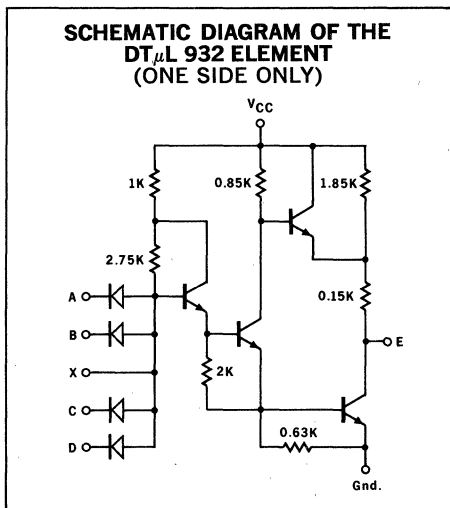 SCHEMATIC DIAGRAM OF THE
DTμL 932 ELEMENT
(ONE SIDE ONLY)
VCC
1K
0.85K
1.85K
2.75K
A
0.15K
B
E
X
2K
C
0.63K
D
Gnd.